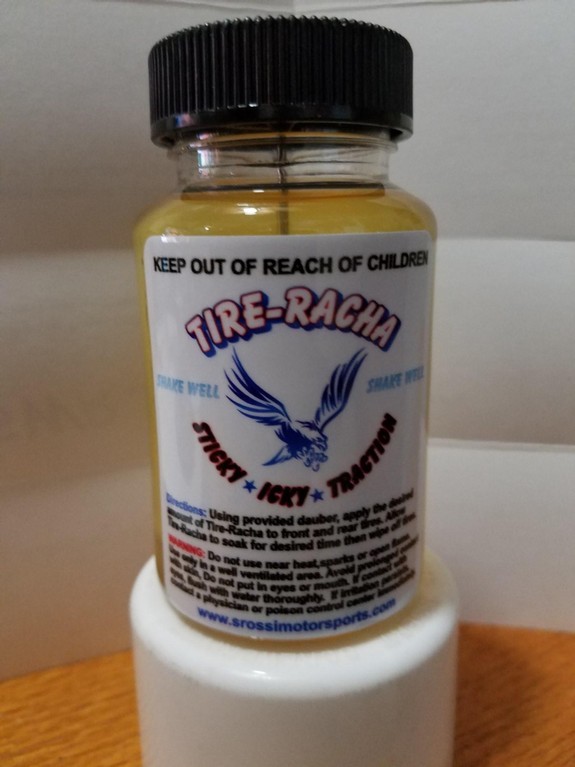 KEEP OUT OF REACH OF CHILDREN
TIRE-RACHA
SHAKE WELL SHAKE WELL
STICKY ★ ICKY ★ TRACTION
Directions: Using provided dauber, apply the desired
amount of Tire-Racha to front and rear tires. Allow
Tire-Racha to soak for desired time then wipe off tires.
WARNING: Do not use near heat,sparks or open flame.
Use only in a well ventilated area. Avoid prolonged contact
with skin, Do not put in eyes or mouth. If contact with
eyes, flush with water thoroughly. If irritation persists,
contact a physician or poison control center immediately
www.srossimotorsports.com